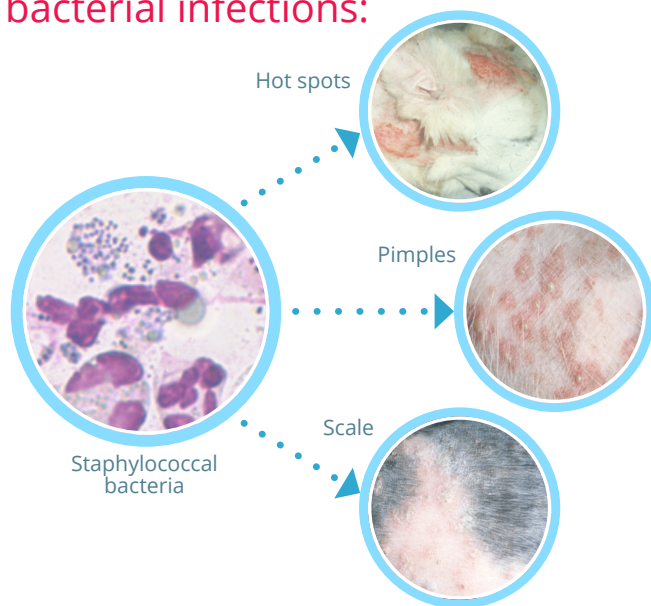 bacterial infections:
Hot spots
Pimples
Scale
Staphylococcal
bacteria